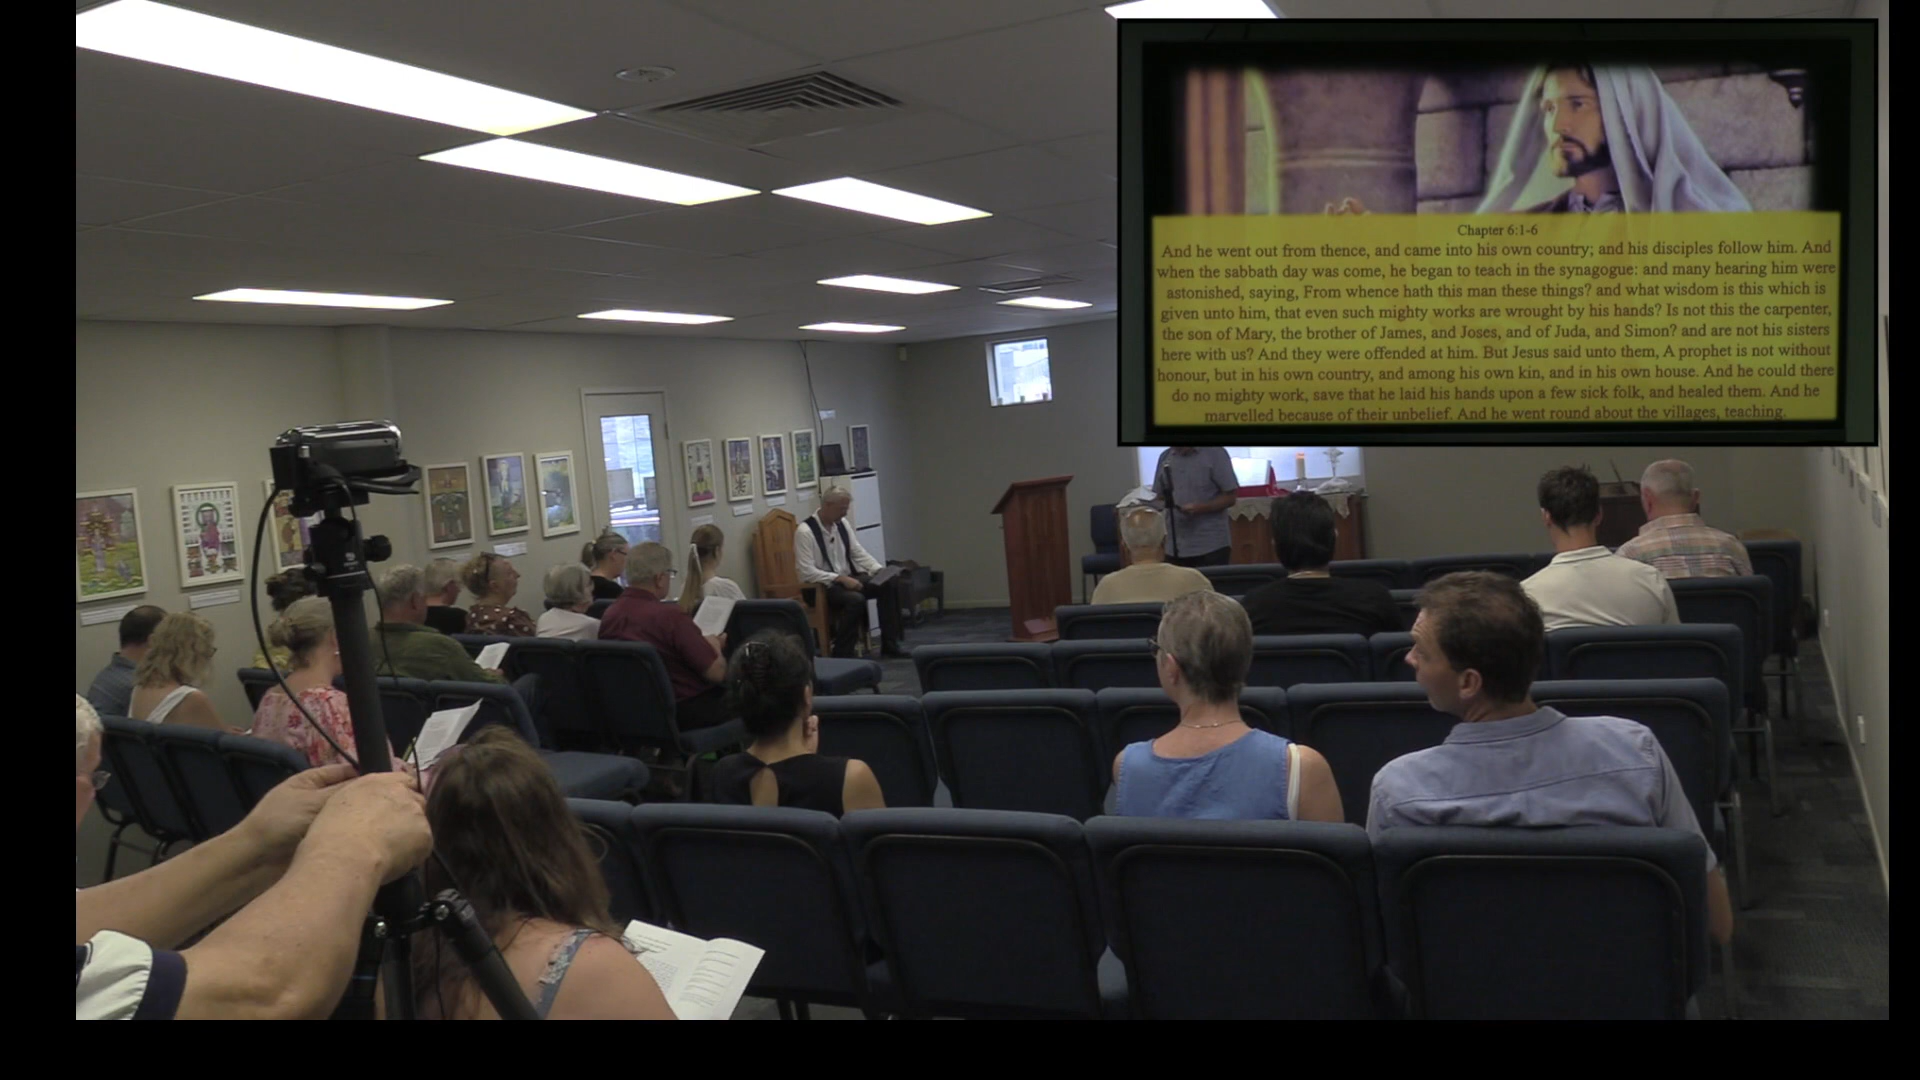 Chapter 6:1-6
And he went out from thence, and came into his own country; and his disciples follow him. And
when the sabbath day was come, he began to teach in the synagogue: and many hearing him were
astonished, saying, From whence hath this man these things? and what wisdom is this which is
given unto him, that even such mighty works are wrought by his hands? Is not this the carpenter,
the son of Mary, the brother of James, and Joses, and of Juda, and Simon? and are not his sisters
here with us? And they were offended at him. But Jesus said unto them, A prophet is not without
honour, but in his own country, and among his own kin, and in his own house. And he could there
do no mighty work, save that he laid his hands upon a few sick folk, and healed them. And he
marvelled because of their unbelief. And he went round about the villages, teaching.